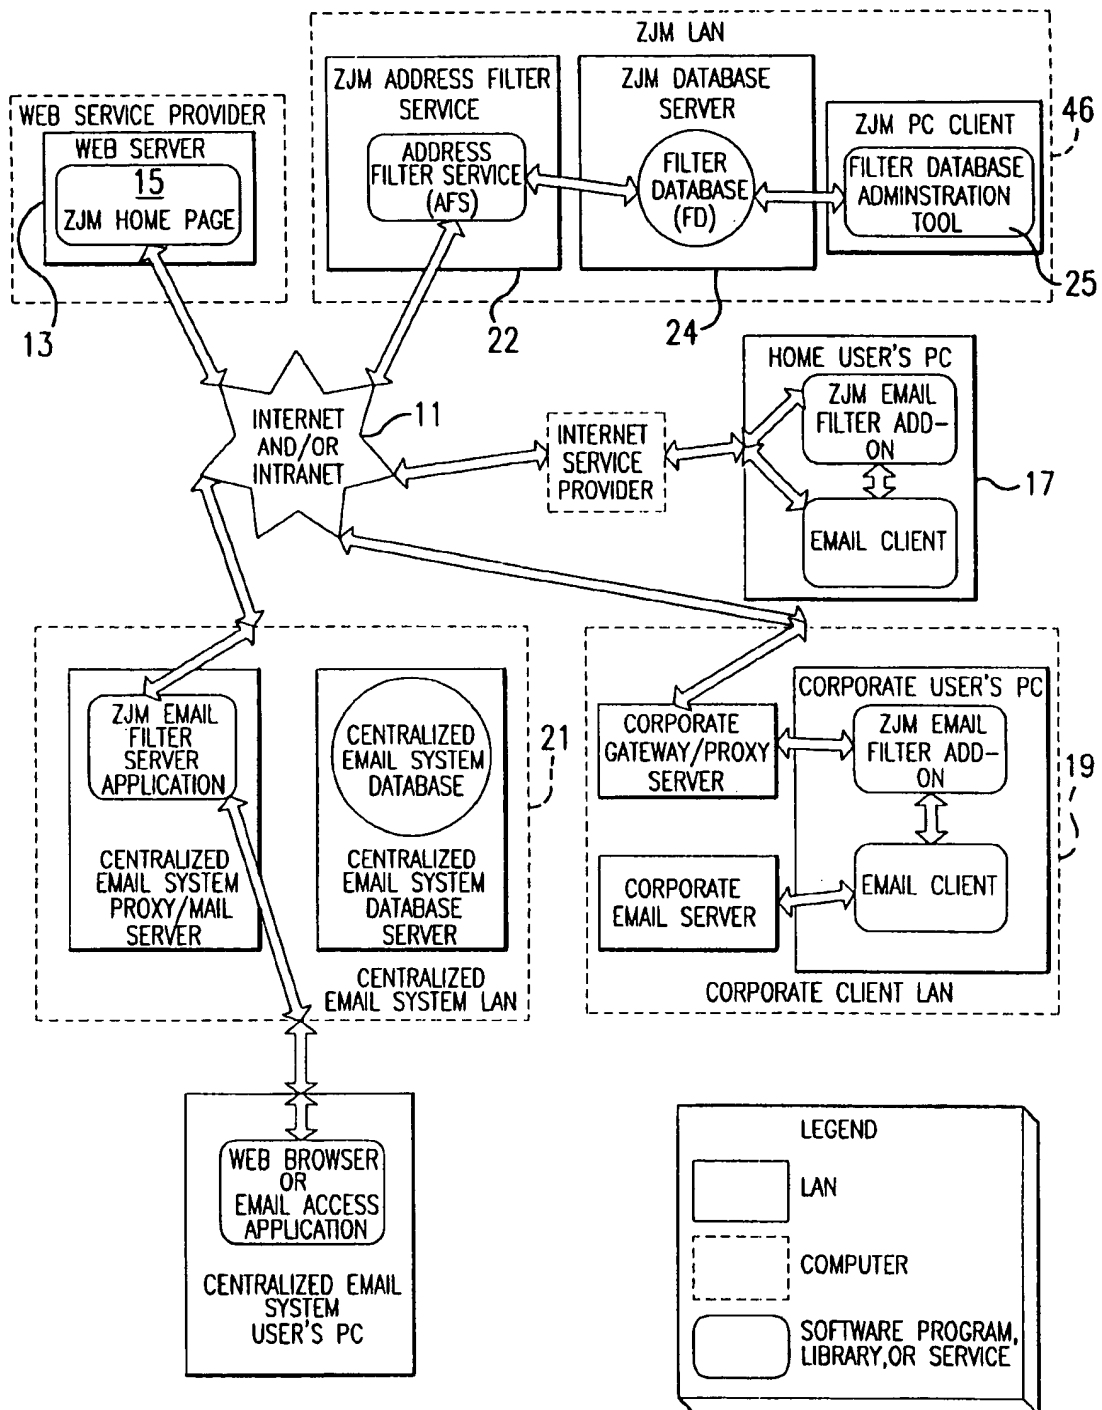 ZJM LAN
ZJM ADDRESS FILTER
SERVICE
ADDRESS
FILTER SERVICE
(AFS)
22
ZJM DATABASE
SERVER
FILTER
DATABASE
(FD)
24
ZJM PC CLIENT
FILTER DATABASE
ADMINSTRATION
TOOL
25
46
WEB SERVICE PROVIDER
WEB SERVER
15
ZJM HOME PAGE
13
INTERNET
AND/OR
INTRANET
11
INTERNET
SERVICE
PROVIDER
HOME USER'S PC
ZJM EMAIL
FILTER ADD-
ON
EMAIL CLIENT
17
ZJM EMAIL
FILTER
SERVER
APPLICATION
CENTRALIZED
EMAIL SYSTEM
PROXY/MAIL
SERVER
CENTRALIZED
EMAIL SYSTEM
DATABASE
CENTRALIZED
EMAIL SYSTEM
DATABASE
SERVER
21
CENTRALIZED
EMAIL SYSTEM LAN
CORPORATE
GATEWAY/PROXY
SERVER
CORPORATE
EMAIL SERVER
CORPORATE USER'S PC
ZJM EMAIL
FILTER ADD-
ON
EMAIL CLIENT
19
CORPORATE CLIENT LAN
WEB BROWSER
OR
EMAIL ACCESS
APPLICATION
CENTRALIZED EMAIL
SYSTEM
USER'S PC
LEGEND
LAN
COMPUTER
SOFTWARE PROGRAM,
LIBRARY,OR SERVICE